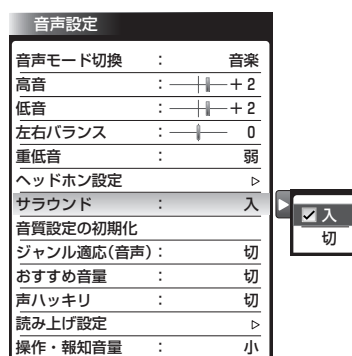 音声設定
音声モード切換 : 音楽
高音 : +2
低音 : +2
左右バランス : 0
重低音 : 弱
ヘッドホン設定
サラウンド : 入
入
切
音質設定の初期化
ジャンル適応(音声) : 切
おすすめ音量 : 切
声ハッキリ : 切
読み上げ設定
操作・報知音量 : 小